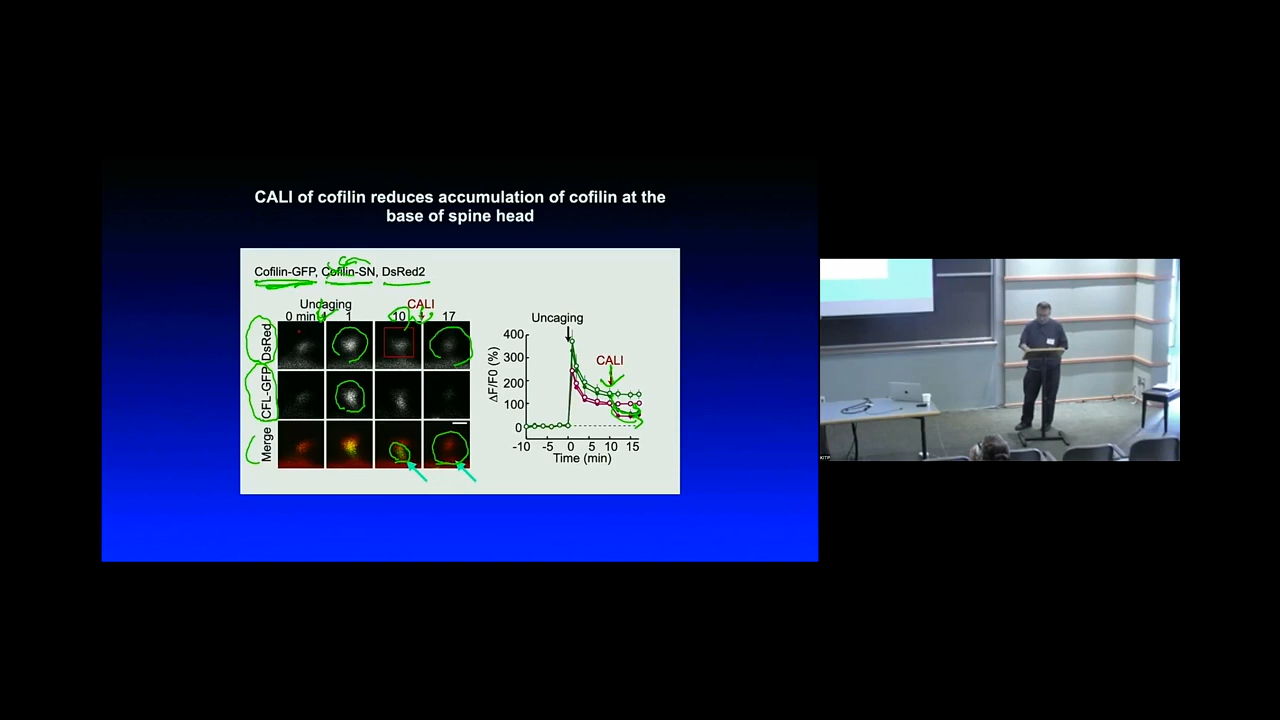 CALI of cofilin reduces accumulation of cofilin at the
base of spine head
Cofilin-GFP, Cofilin-SN, DsRed2
Uncaging CALI
0 min 1 10 17
DsRed
CFL-GFP
Merge
Uncaging
CALI
ΔF/F0 (%)
400
300
200
100
0
-10 -5 0 5 10 15
Time (min)
KITP